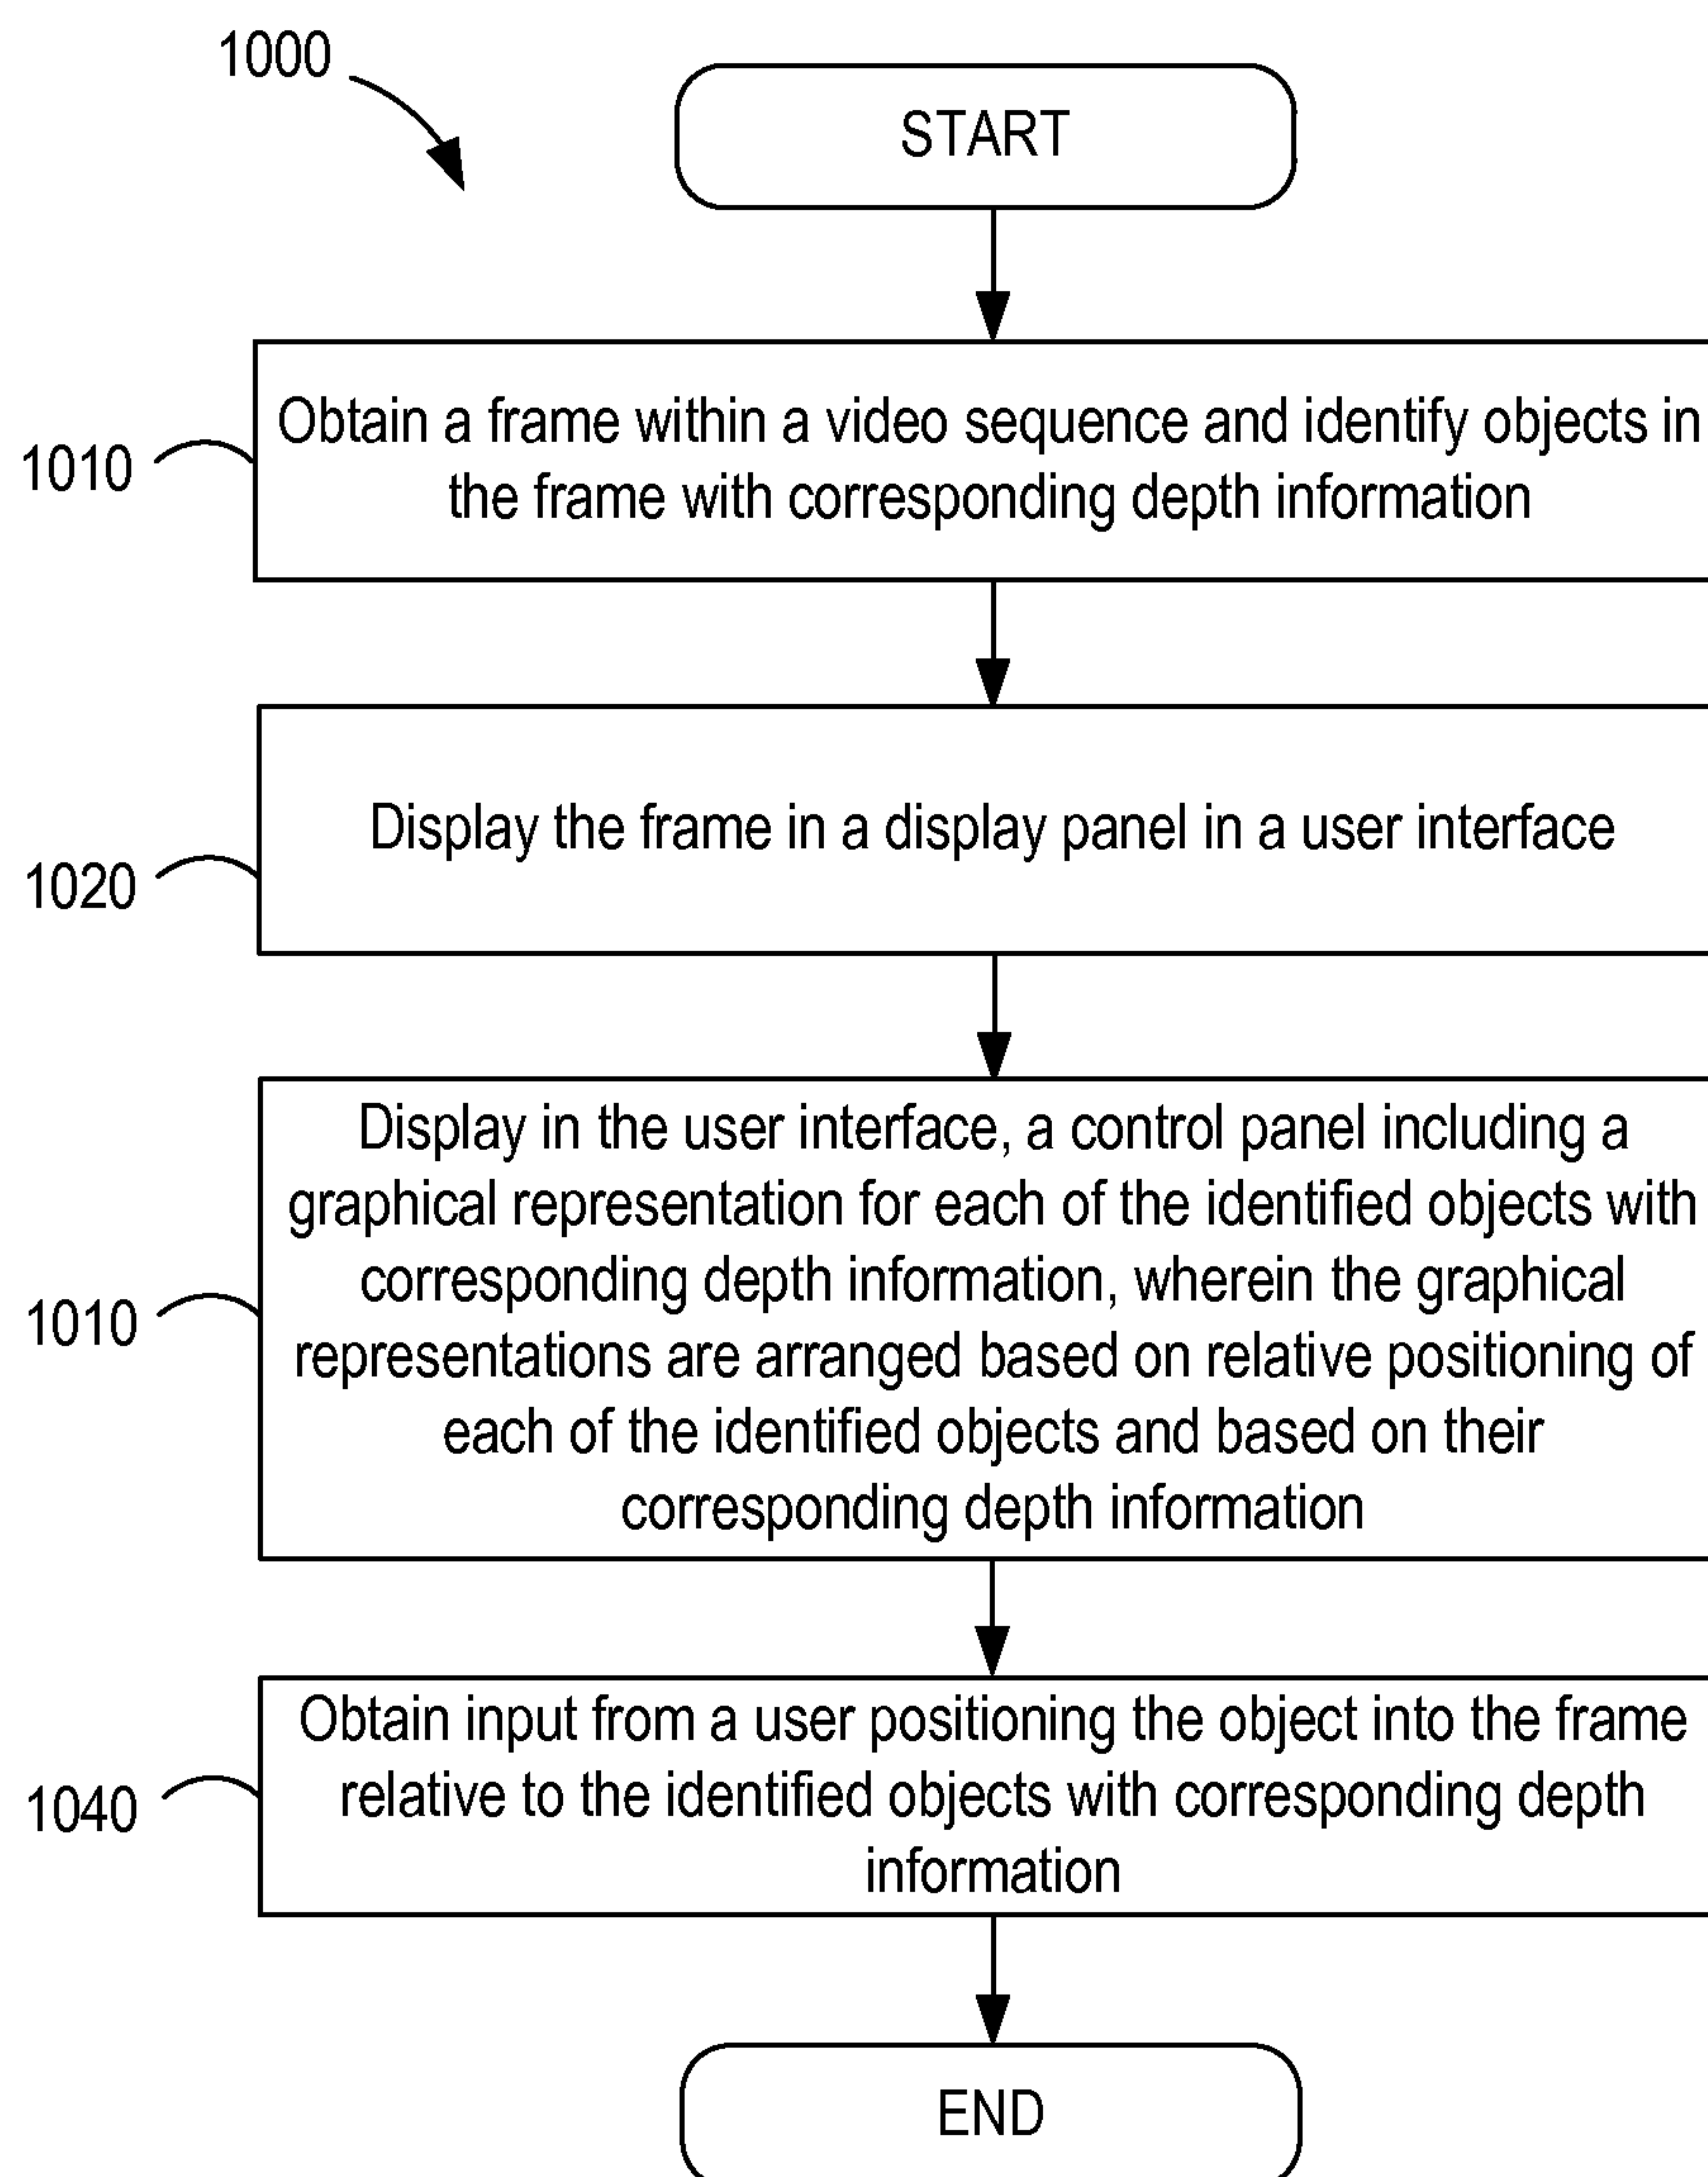 1000
START
1010
Obtain a frame within a video sequence and identify objects in
the frame with corresponding depth information
1020
Display the frame in a display panel in a user interface
1010
Display in the user interface, a control panel including a
graphical representation for each of the identified objects with
corresponding depth information, wherein the graphical
representations are arranged based on relative positioning of
each of the identified objects and based on their
corresponding depth information
1040
Obtain input from a user positioning the object into the frame
relative to the identified objects with corresponding depth
information
END